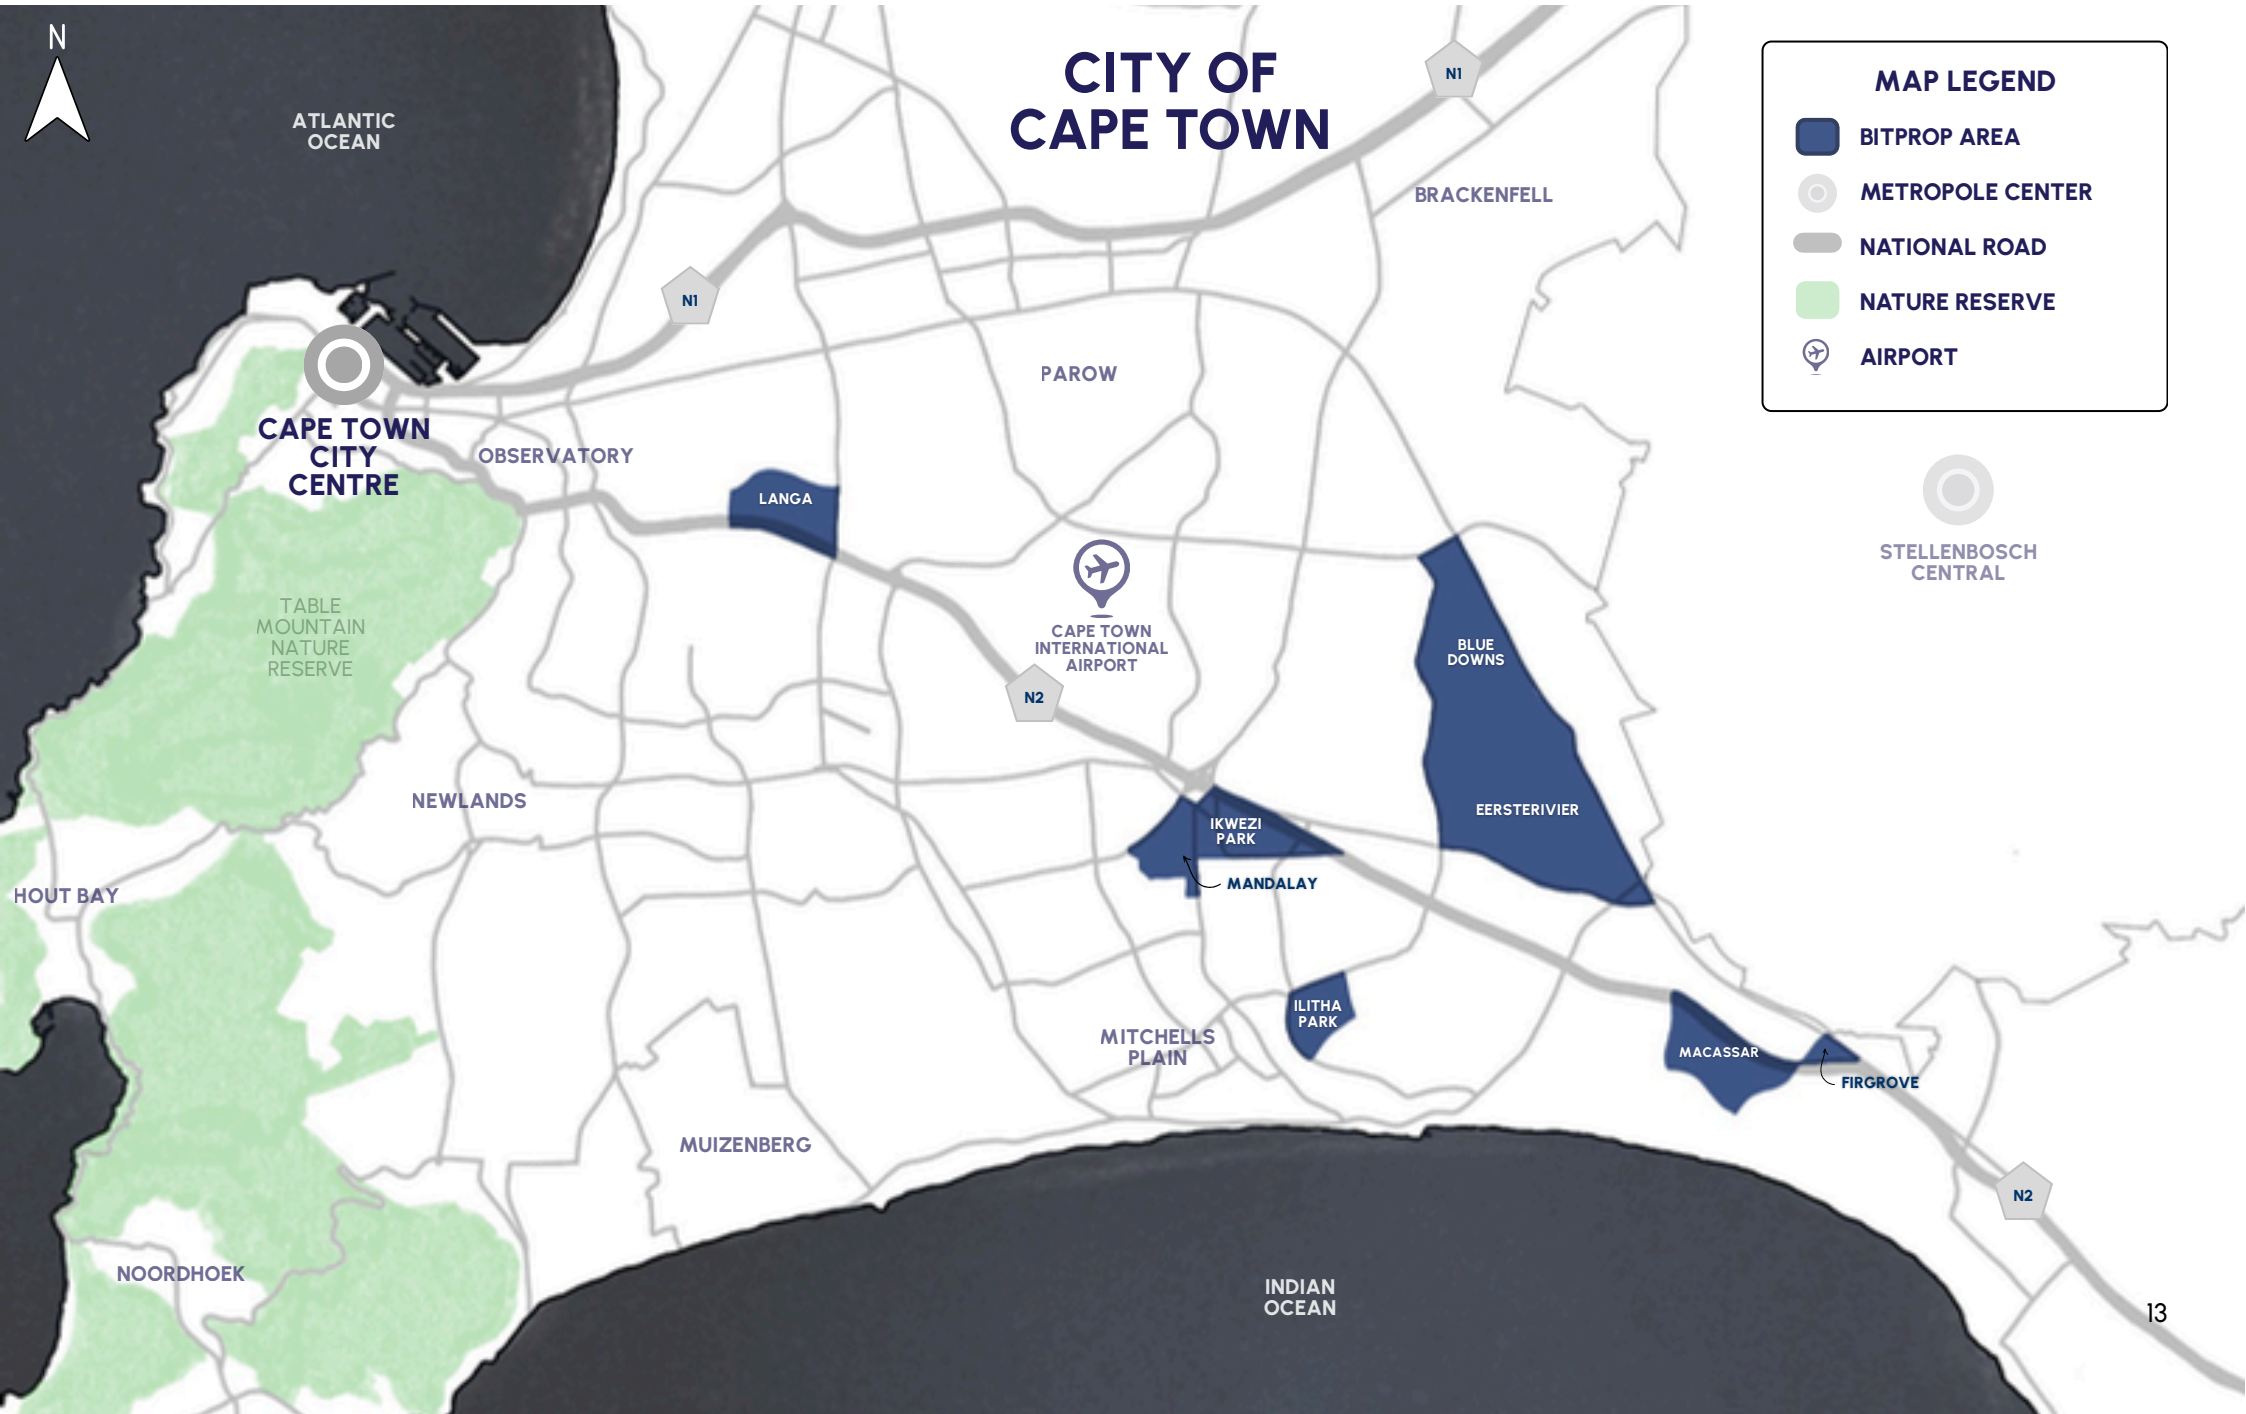 N
ATLANTIC
OCEAN
CITY OF
CAPE TOWN
N1
BRACKENFELL
MAP LEGEND
BITPROP AREA
METROPOLE CENTER
NATIONAL ROAD
NATURE RESERVE
AIRPORT
N1
PAROW
CAPE TOWN
CITY
CENTRE
OBSERVATORY
LANGA
STELLENBOSCH
CENTRAL
TABLE
MOUNTAIN
NATURE
RESERVE
CAPE TOWN
INTERNATIONAL
AIRPORT
BLUE
DOWNS
N2
NEWLANDS
EERSTERIVIER
IKWEZI
PARK
MANDALAY
HOUT BAY
ILITHA
PARK
MITCHELLS
PLAIN
MACASSAR
FIRGROVE
MUIZENBERG
N2
NOORDHOEK
INDIAN
OCEAN
13